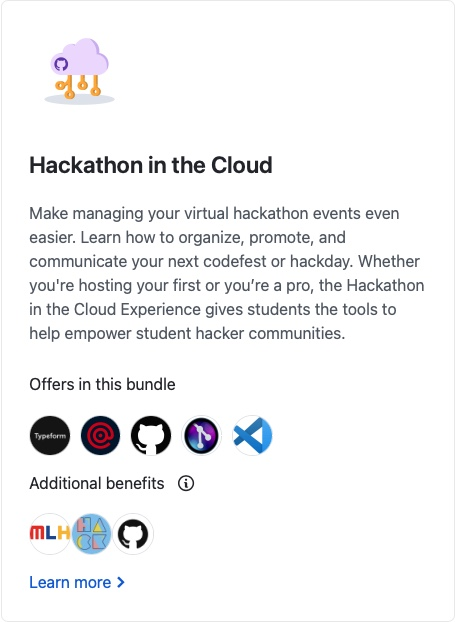 Hackathon in the Cloud
Make managing your virtual hackathon events even
easier. Learn how to organize, promote, and
communicate your next codefest or hackday. Whether
you're hosting your first or you’re a pro, the Hackathon
in the Cloud Experience gives students the tools to
help empower student hacker communities.
Offers in this bundle
Typeform
Additional benefits
MLH HACK
Learn more